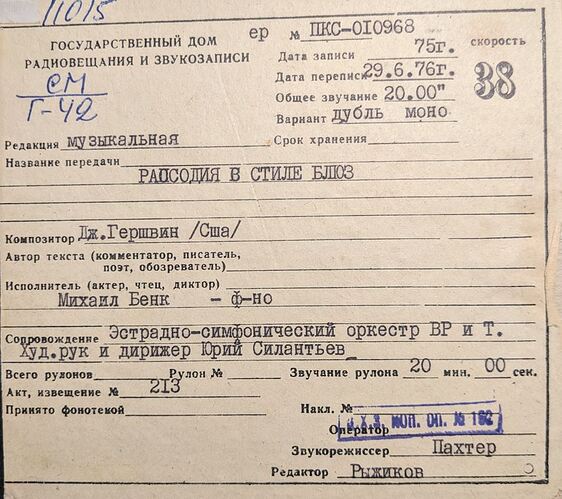 11015
ГОСУДАРСТВЕННЫЙ ДОМ
РАДИОВЕЩАНИЯ И ЗВУКОЗАПИСИ
ер № ПКС-010968
СМ
Т-42
Дата записи 75г.
скорость
38
Дата переписи 29.6.76г.
Общее звучание 20.00"
Вариант дубль моно
Редакция музыкальная
Срок хранения
Название передачи
РАПСОДИЯ В СТИЛЕ БЛЮЗ
Композитор Дж.Гершвин /Сша/
Автор текста (комментатор, писатель,
поэт, обозреватель)
Исполнитель (актер, чтец, диктор)
Михаил Бенк - ф-но
Сопровождение Эстрадно-симфонический оркестр ВР и Т.
Худ.рук и дирижер Юрий Силантьев
Всего рулонов Рулон № Звучание рулона 20 мин. 00 сек.
Акт, извещение № 213
Принято фонотекой
Накл. №
МОП. ОП. № 192
Оператор
Звукорежиссер Пахтер
Редактор Рыжиков